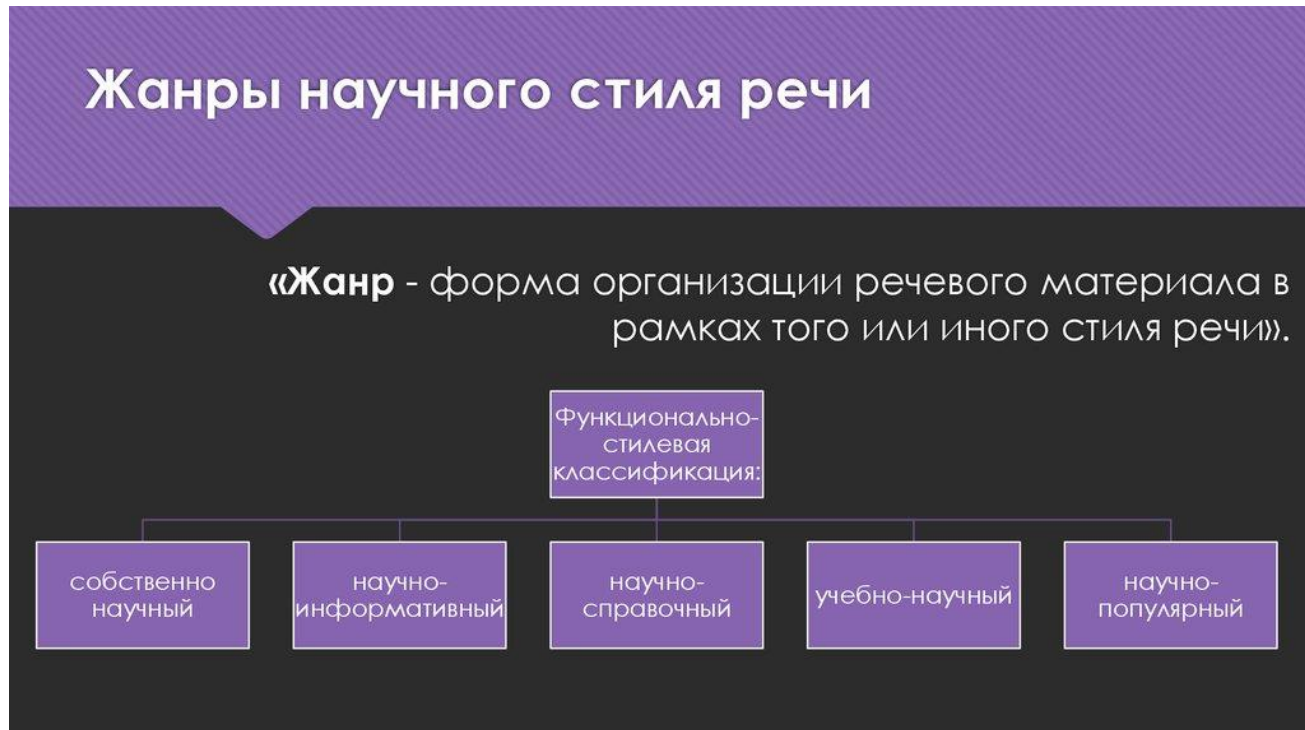 Жанры научного стиля речи
«Жанр - форма организации речевого материала в
рамках того или иного стиля речи».
Функционально-
стилевая
классификация:
собственно
научный
научно-
информативный
научно-
справочный
учебно-научный
научно-
популярный